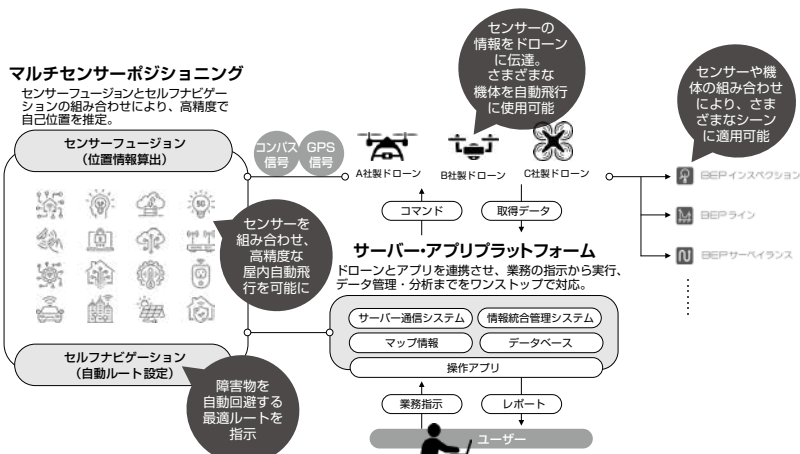 マルチセンサーポジショニング
センサーフュージョンとセルフナビゲー
ションの組み合わせにより、高精度で
自己位置を推定。
センサーフュージョン
(位置情報算出)
5G
センサーを
組み合わせ、
高精度な
屋内自動飛
行を可能に
セルフナビゲーション
(自動ルート設定)
障害物を
自動回避する
最適ルートを
指示
コンパス
信号
GPS
信号
センサーの
情報をドローン
に伝達。
さまざまな
機体を自動飛行
に使用可能
A社製ドローン
B社製ドローン
C社製ドローン
コマンド
取得データ
サーバー・アプリプラットフォーム
ドローンとアプリを連携させ、業務の指示から実行、
データ管理・分析までをワンストップで対応。
サーバー通信システム
情報統合管理システム
マップ情報
データベース
操作アプリ
業務指示
レポート
ユーザー
センサーや機
体の組み合わせ
により、さま
ざまなシーン
に適用可能
BEPインスペクション
BEPライン
BEPサーベイランス